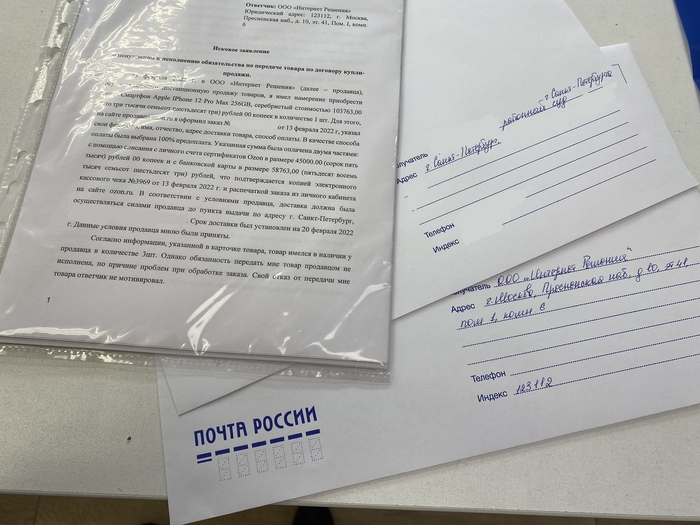 Ответчик: ООО «Интернет Решения»
Юридический адрес: 123112, г. Москва,
Пресненская наб., д. 10, эт. 41, Пом. I, комн.
6
Исковое заявление
к исполнению обязательства по передаче товара по договору купли-
продажи.
в ООО «Интернет Решения» (далее – продавца),
дистанционную продажу товаров, я имел намерение приобрести
Смартфон Apple IPhone 12 Pro Max 256GB, серебристый стоимостью 103763,00
то три тысячи семьсот шестьдесят три) рублей 00 копеек в количестве 1 шт. Для этого,
на сайте продавца ozon.ru я оформил заказ №
от 13 февраля 2022 г, указал
свои фамилию, имя, отчество, адрес доставки товара, способ оплаты. В качестве способа
оплаты была выбрана 100% предоплата. Указанная сумма была оплачена двумя частями:
с помощью списания с личного счета сертификатов Ozon в размере 45000.00 (сорок пять
тысяч) рублей 00 копеек и с банковской карты в размере 58763,00 (пятьдесят восемь
тысяч семьсот шестьдесят три) рублей, что подтверждается копией электронного
кассового чека №3969 от 13 февраля 2022 г. и распечаткой заказа из личного кабинета
на сайте ozon.ru. В соответствии с условиями продавца, доставка должна была
осуществляться силами продавца до пункта выдачи по адресу г. Санкт-Петербург,
. Срок доставки был установлен на 20 февраля 2022
г. Данные условия продавца мною были приняты.
Согласно информации, указанной в карточке товара, товар имелся в наличии у
продавца в количестве 3шт. Однако обязанность передать мне товар продавцом не
исполнена, по причине проблем при обработке заказа. Свой отказ от передачи мне
товара ответчик не мотивировал.
1
районный суд г. Санкт-Петербурга
Адрес г. Санкт-Петербург
Телефон
Индекс
ООО "Интернет Решения"
Адрес г. Москва, Пресненская наб. д 10, эт 41
пом 1, комн 6
Телефон
Индекс 123112
ПОЧТА РОССИИ